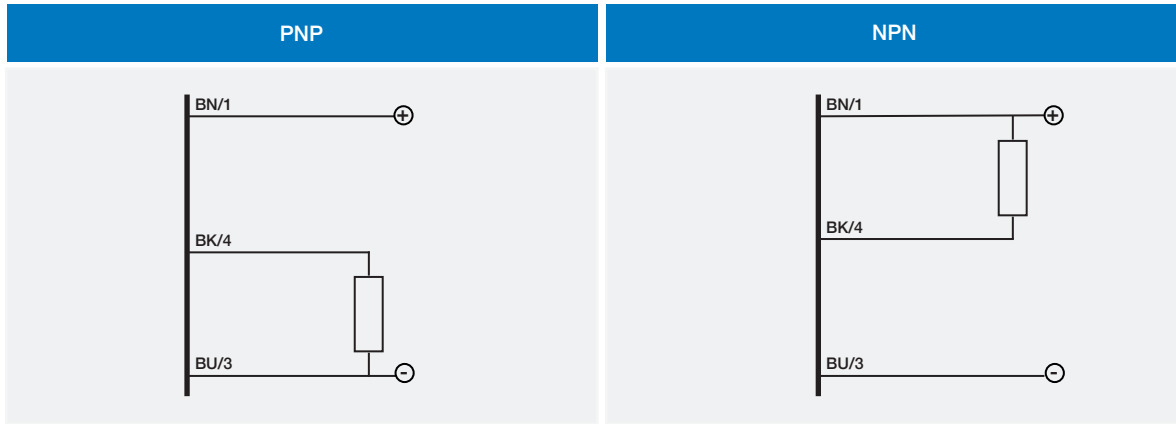 PNP
NPN
BN/1
+
BK/4
BU/3
-
BN/1
+
BK/4
BU/3
-